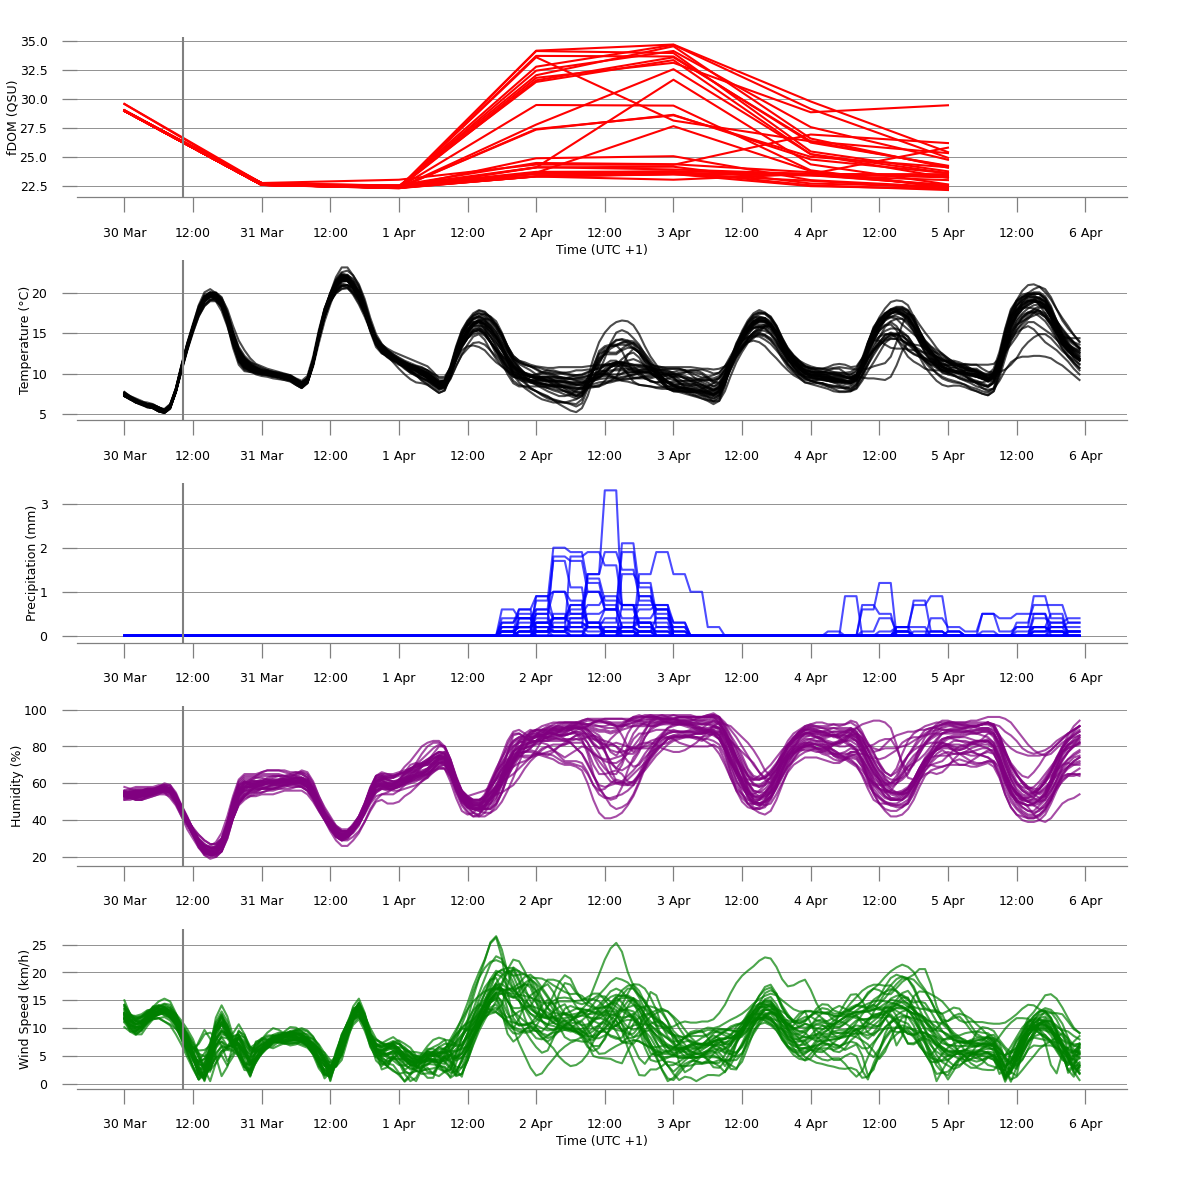 35.0
32.5
30.0
27.5
25.0
22.5
fDOM (QSU)
30 Mar 12:00 31 Mar 12:00 1 Apr 12:00 2 Apr 12:00 3 Apr 12:00 4 Apr 12:00 5 Apr 12:00 6 Apr
Time (UTC +1)
20
15
10
5
Temperature (°C)
30 Mar 12:00 31 Mar 12:00 1 Apr 12:00 2 Apr 12:00 3 Apr 12:00 4 Apr 12:00 5 Apr 12:00 6 Apr
3
2
1
0
Precipitation (mm)
30 Mar 12:00 31 Mar 12:00 1 Apr 12:00 2 Apr 12:00 3 Apr 12:00 4 Apr 12:00 5 Apr 12:00 6 Apr
100
80
60
40
20
Humidity (%)
30 Mar 12:00 31 Mar 12:00 1 Apr 12:00 2 Apr 12:00 3 Apr 12:00 4 Apr 12:00 5 Apr 12:00 6 Apr
25
20
15
10
5
0
Wind Speed (km/h)
30 Mar 12:00 31 Mar 12:00 1 Apr 12:00 2 Apr 12:00 3 Apr 12:00 4 Apr 12:00 5 Apr 12:00 6 Apr
Time (UTC +1)